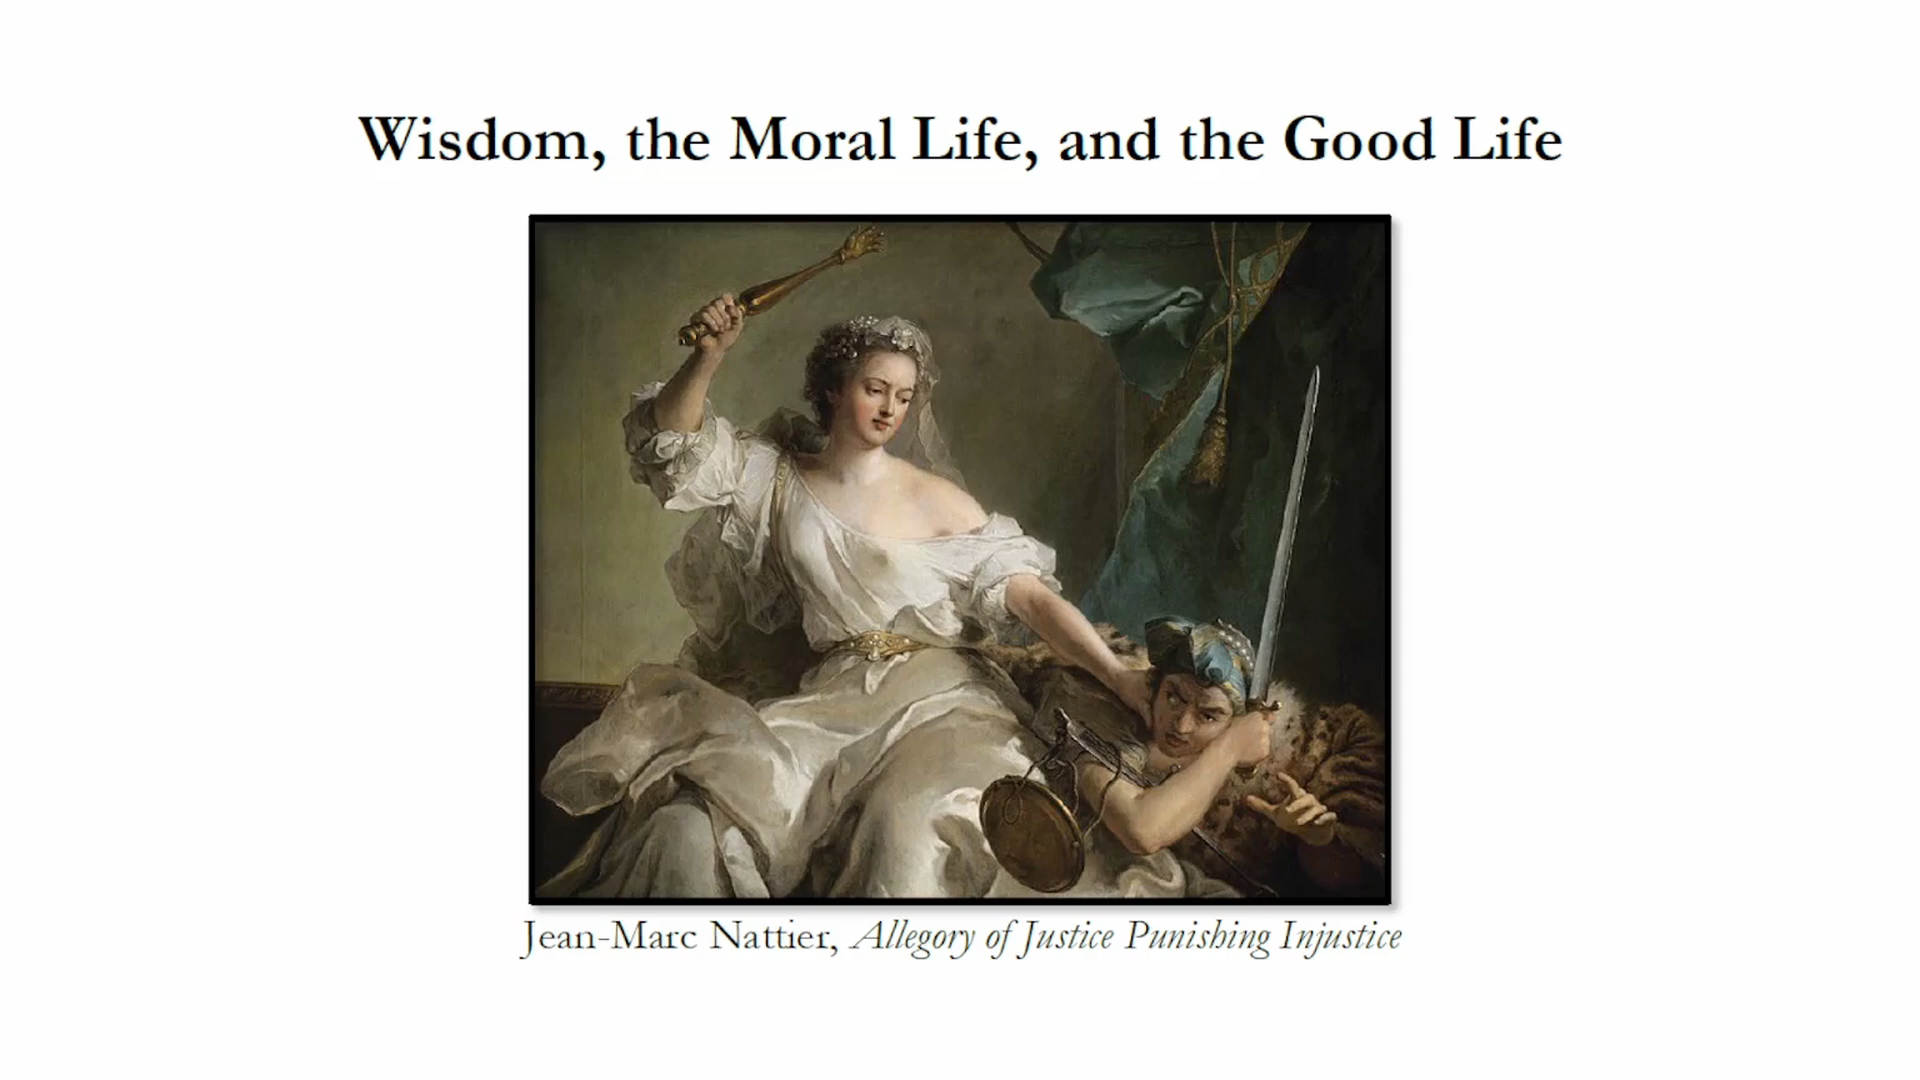 Wisdom, the Moral Life, and the Good Life
Jean-Marc Nattier, Allegory of Justice Punishing Injustice